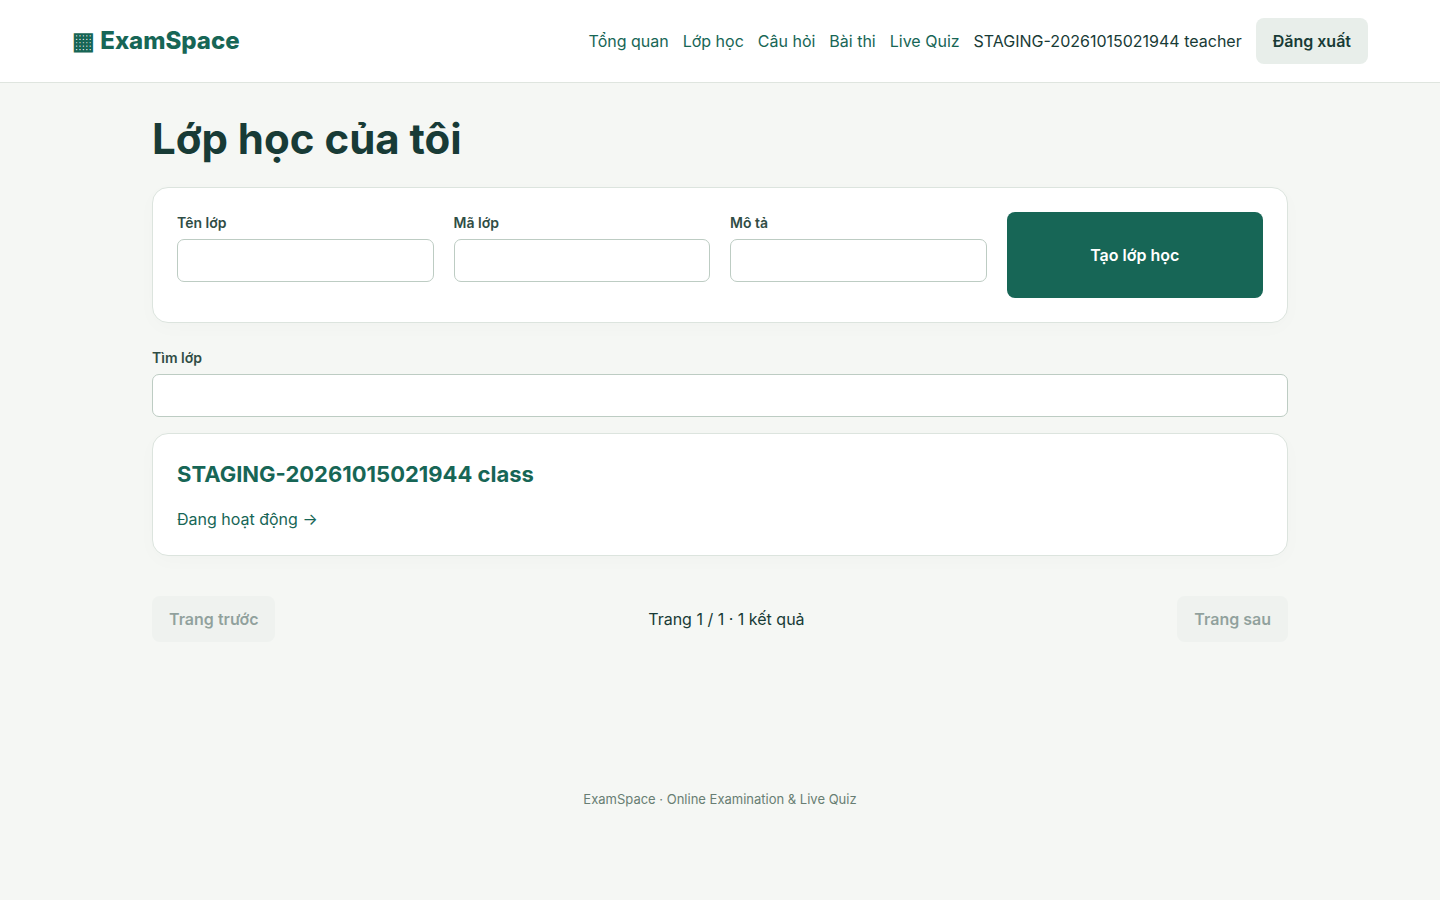 ExamSpace
Tổng quan Lớp học Câu hỏi Bài thi Live Quiz STAGING-20261015021944 teacher Đăng xuất
Lớp học của tôi
Tên lớp Mã lớp Mô tả
Tạo lớp học
Tìm lớp
STAGING-20261015021944 class
Đang hoạt động →
Trang trước Trang 1 / 1 · 1 kết quả Trang sau
ExamSpace · Online Examination & Live Quiz